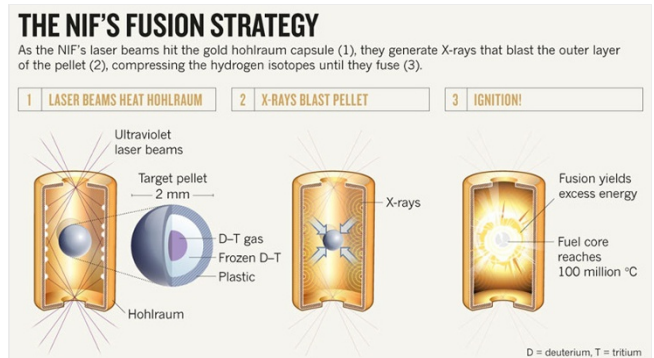 THE NIF'S FUSION STRATEGY
As the NIF's laser beams hit the gold hohlraum capsule (1), they generate X-rays that blast the outer layer
of the pellet (2), compressing the hydrogen isotopes until they fuse (3).
1 LASER BEAMS HEAT HOHLRAUM
2 X-RAYS BLAST PELLET
3 IGNITION!
Ultraviolet
laser beams
Target pellet
2 mm
D–T gas
Frozen D–T
Plastic
Hohlraum
X-rays
Fusion yields
excess energy
Fuel core
reaches
100 million °C
D = deuterium, T = tritium